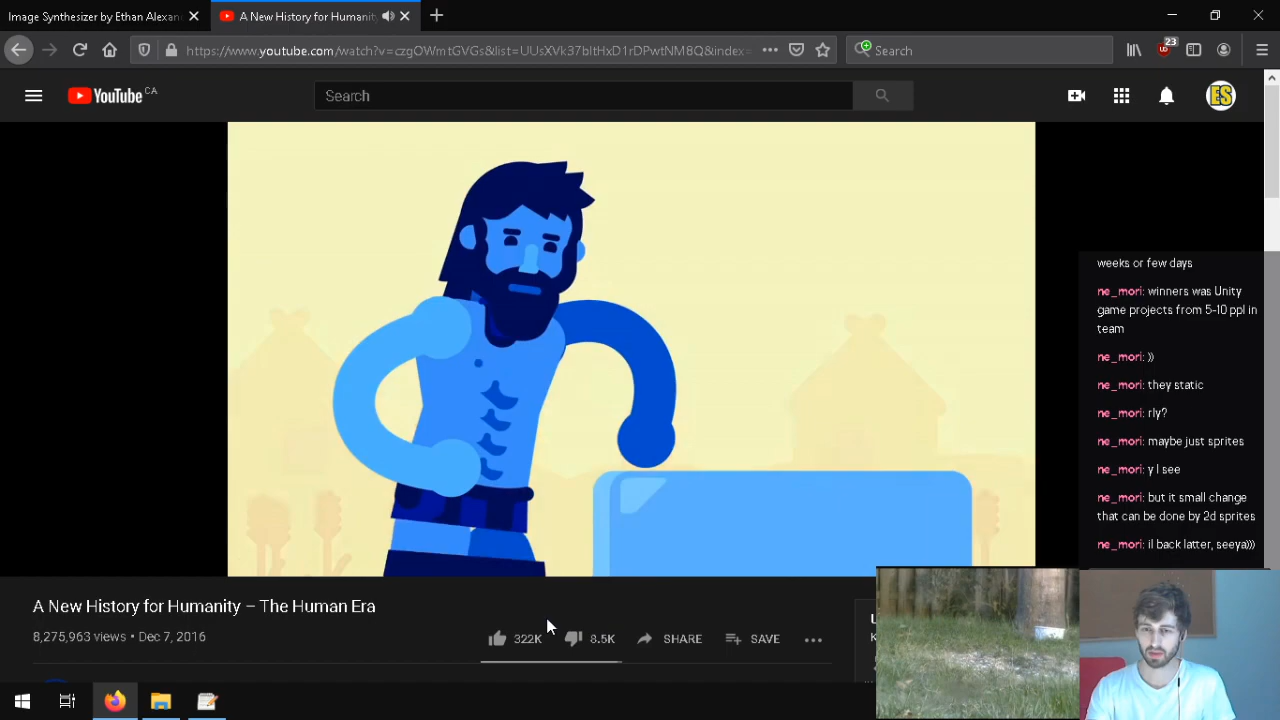 Image Synthesizer by Ethan Alexan
A New History for Humanity
https://www.youtube.com/watch?v=czgOWmtGVGs&list=UUsXVk37bltHxD1rDPwtNM8Q&index=
Search
23
YouTube CA
Search
ES
weeks or few days
ne_mori: winners was Unity
game projects from 5-10 ppl in
team
ne_mori: ))
ne_mori: they static
ne_mori: rly?
ne_mori: maybe just sprites
ne_mori: y I see
ne_mori: but it small change
that can be done by 2d sprites
ne_mori: il back latter, seeya)))
A New History for Humanity – The Human Era
8,275,963 views • Dec 7, 2016
322K
8.5K
SHARE
SAVE